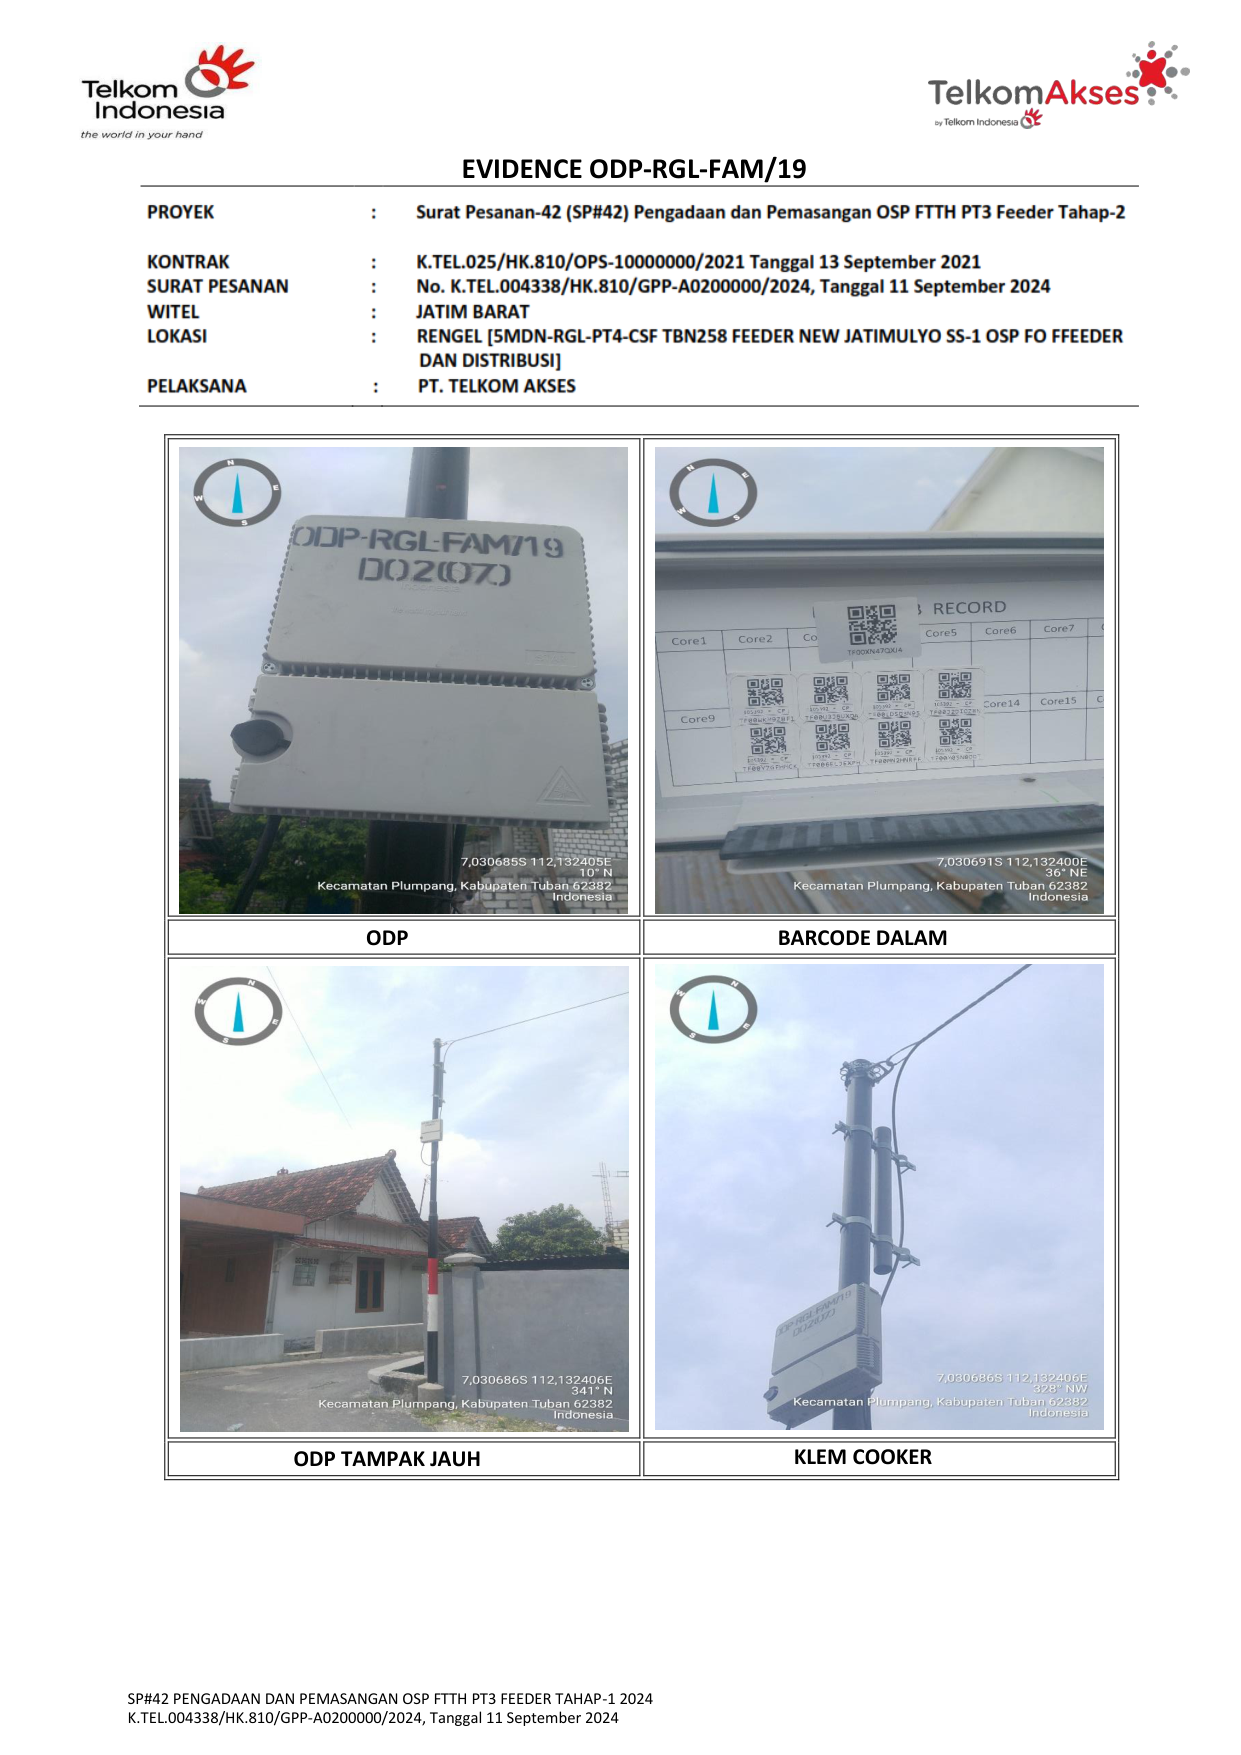 Telkom
Indonesia
the world in your hand
TelkomAkses
by Telkom Indonesia
EVIDENCE ODP-RGL-FAM/19
PROYEK : Surat Pesanan-42 (SP#42) Pengadaan dan Pemasangan OSP FTTH PT3 Feeder Tahap-2
KONTRAK : K.TEL.025/HK.810/OPS-10000000/2021 Tanggal 13 September 2021
SURAT PESANAN : No. K.TEL.004338/HK.810/GPP-A0200000/2024, Tanggal 11 September 2024
WITEL : JATIM BARAT
LOKASI : RENGEL [5MDN-RGL-PT4-CSF TBN258 FEEDER NEW JATIMULYO SS-1 OSP FO FFEEDER
DAN DISTRIBUSI]
PELAKSANA : PT. TELKOM AKSES
N
E
S
W
ODP-RGL-FAM/19
D02(07)
7,030685S 112,132405E
10° N
Kecamatan Plumpang, Kabupaten Tuban 62382
Indonesia
N
E
S
W
RECORD
Core1 Core2 Co Core5 Core6 Core7
TF00XN47QXJ4
Core9 Core14 Core15
7,030691S 112,132400E
36° NE
Kecamatan Plumpang, Kabupaten Tuban 62382
Indonesia
ODP
BARCODE DALAM
N
E
S
W
7,030686S 112,132406E
341° N
Kecamatan Plumpang, Kabupaten Tuban 62382
Indonesia
N
E
S
W
ODP-RGL-FAM/19
D02(07)
7,030686S 112,132406E
328° NW
Kecamatan Plumpang, Kabupaten Tuban 62382
Indonesia
ODP TAMPAK JAUH
KLEM COOKER
SP#42 PENGADAAN DAN PEMASANGAN OSP FTTH PT3 FEEDER TAHAP-1 2024
K.TEL.004338/HK.810/GPP-A0200000/2024, Tanggal 11 September 2024